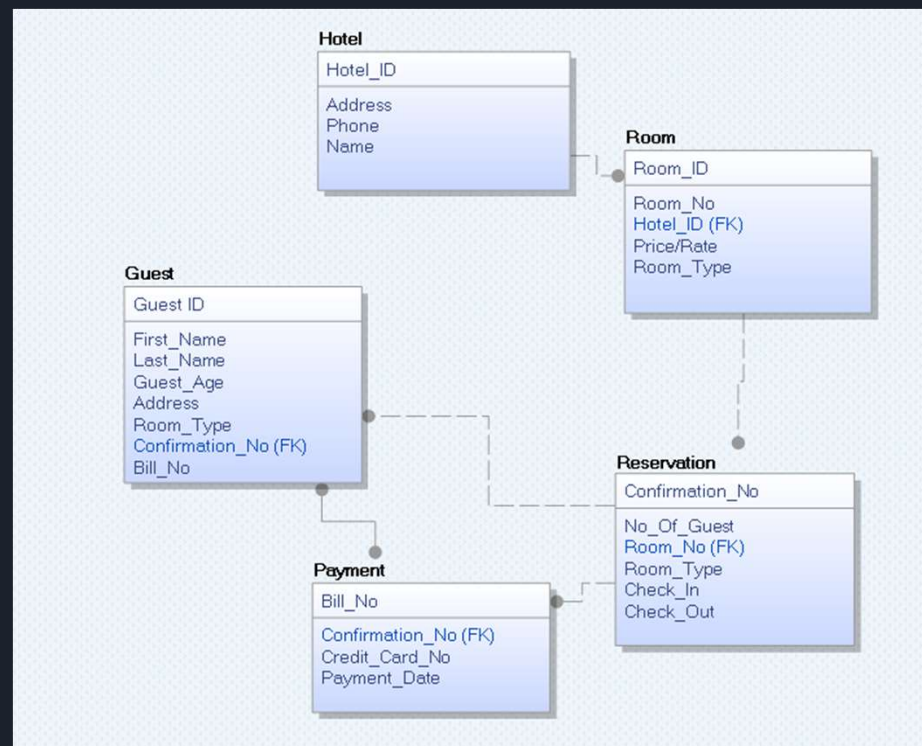 Hotel
Hotel_ID
Address
Phone
Name
Room
Room_ID
Room_No
Hotel_ID (FK)
Price/Rate
Room_Type
Guest
Guest ID
First_Name
Last_Name
Guest_Age
Address
Room_Type
Confirmation_No (FK)
Bill_No
Reservation
Confirmation_No
No_Of_Guest
Room_No (FK)
Room_Type
Check_In
Check_Out
Payment
Bill_No
Confirmation_No (FK)
Credit_Card_No
Payment_Date